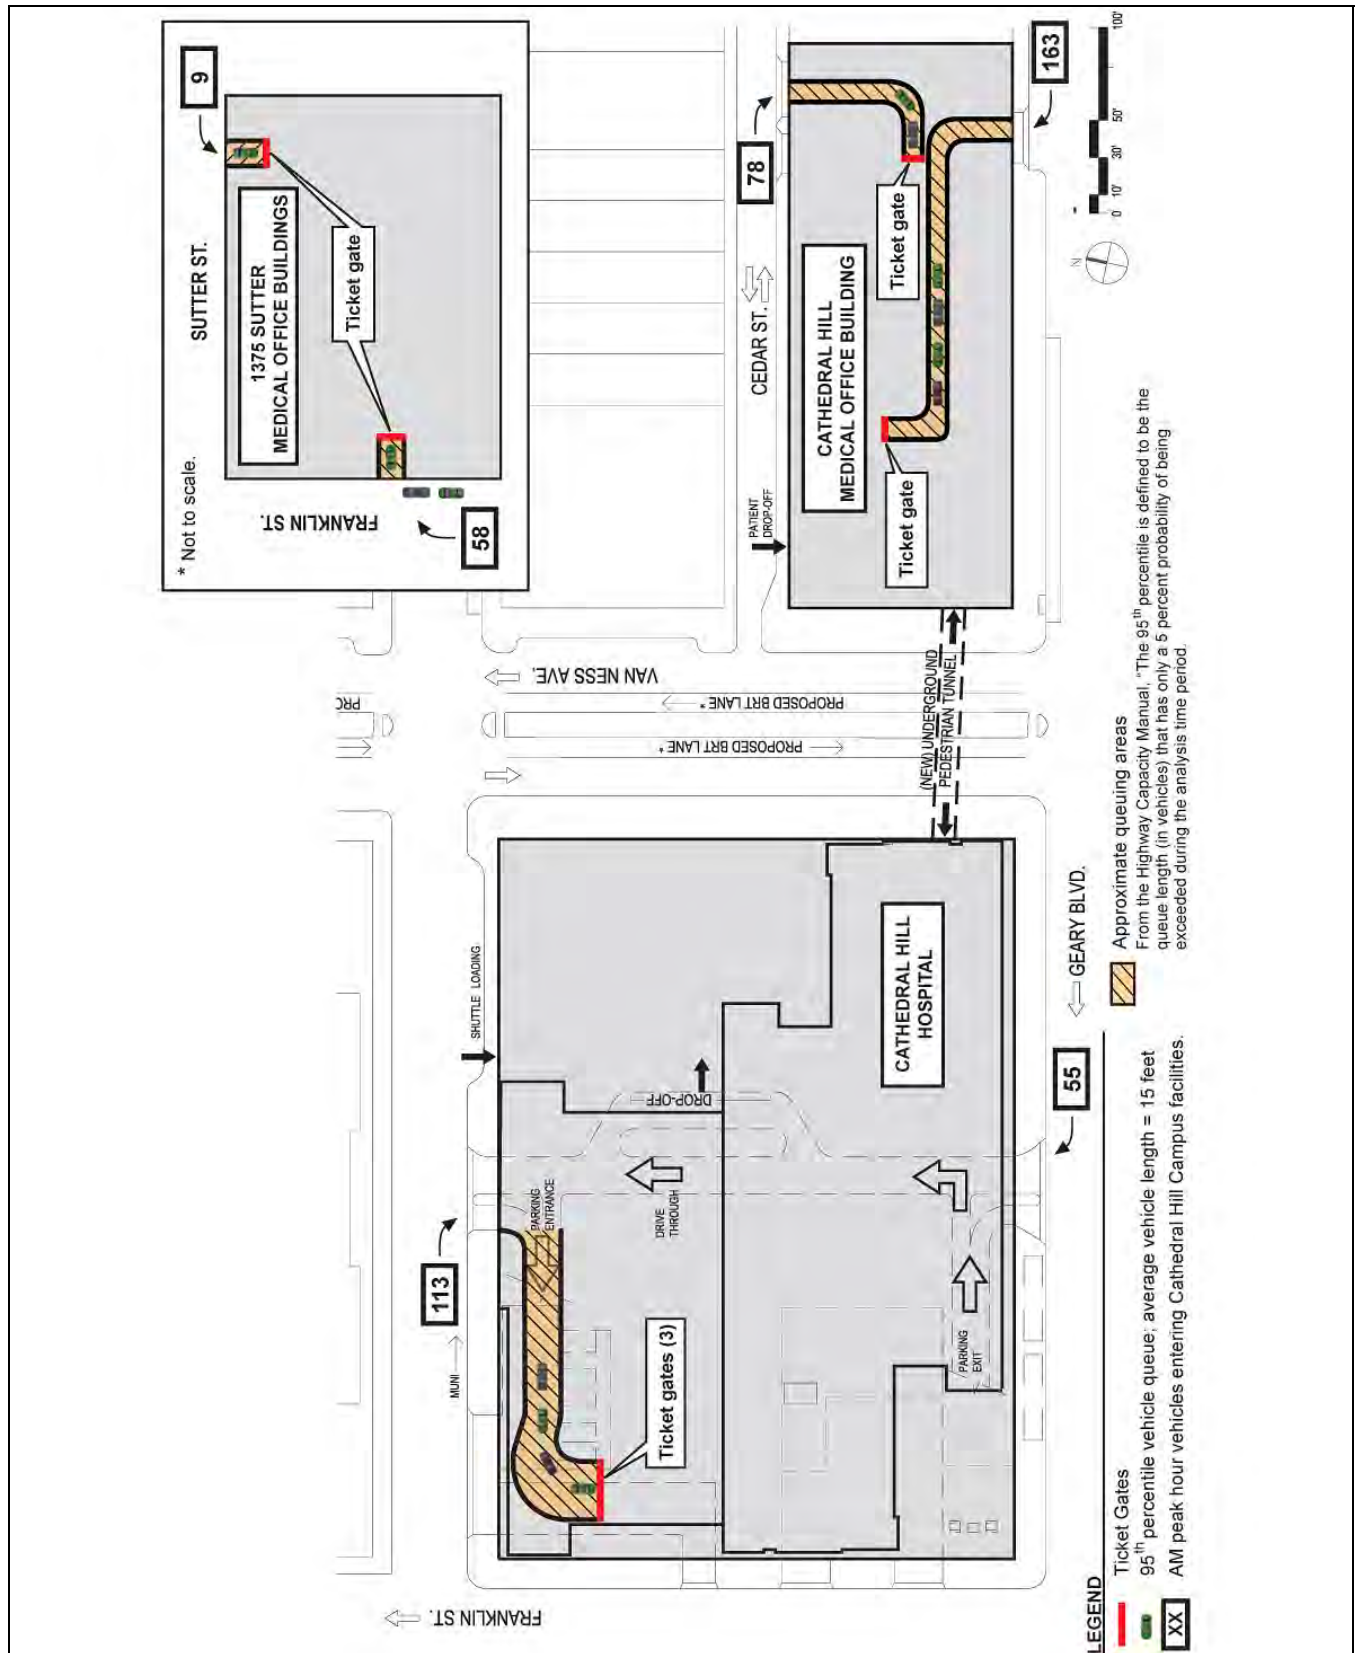 * Not to scale.
SUTTER ST.
9
1375 SUTTER
MEDICAL OFFICE BUILDINGS
Ticket gate
FRANKLIN ST.
58
VAN NESS AVE.
PROPOSED BRT LANE *
PROPOSED BRT LANE *
PRO
CEDAR ST.
78
163
PATIENT
DROP-OFF
CATHEDRAL HILL
MEDICAL OFFICE BUILDING
Ticket gate
Ticket gate
(NEW) UNDERGROUND
PEDESTRIAN TUNNEL
N
0 10' 30' 50' 100'
SHUTTLE LOADING
MUNI
113
PARKING
ENTRANCE
DROP-OFF
DRIVE
THROUGH
Ticket gates (3)
CATHEDRAL HILL
HOSPITAL
PARKING
EXIT
55
GEARY BLVD.
FRANKLIN ST.
LEGEND
Ticket Gates
95th percentile vehicle queue; average vehicle length = 15 feet
XX
AM peak hour vehicles entering Cathedral Hill Campus facilities.
Approximate queuing areas
From the Highway Capacity Manual, "The 95th percentile is defined to be the
queue length (in vehicles) that has only a 5 percent probability of being
exceeded during the analysis time period.